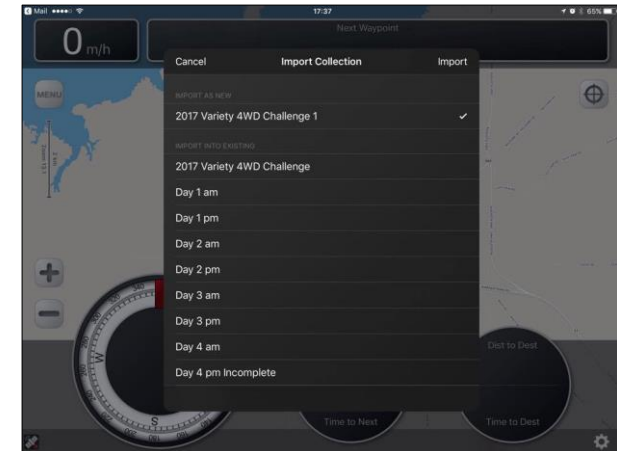 Mail 17:37 65%
Next Waypoint
0 m/h
Cancel Import Collection Import
MENU
IMPORT AS NEW
2017 Variety 4WD Challenge 1
IMPORT INTO EXISTING
2017 Variety 4WD Challenge
Day 1 am
Day 1 pm
Day 2 am
Day 2 pm
Day 3 am
Day 3 pm
Day 4 am
Day 4 pm Incomplete
Dist to Dest
W
S
Time to Next
Time to Dest